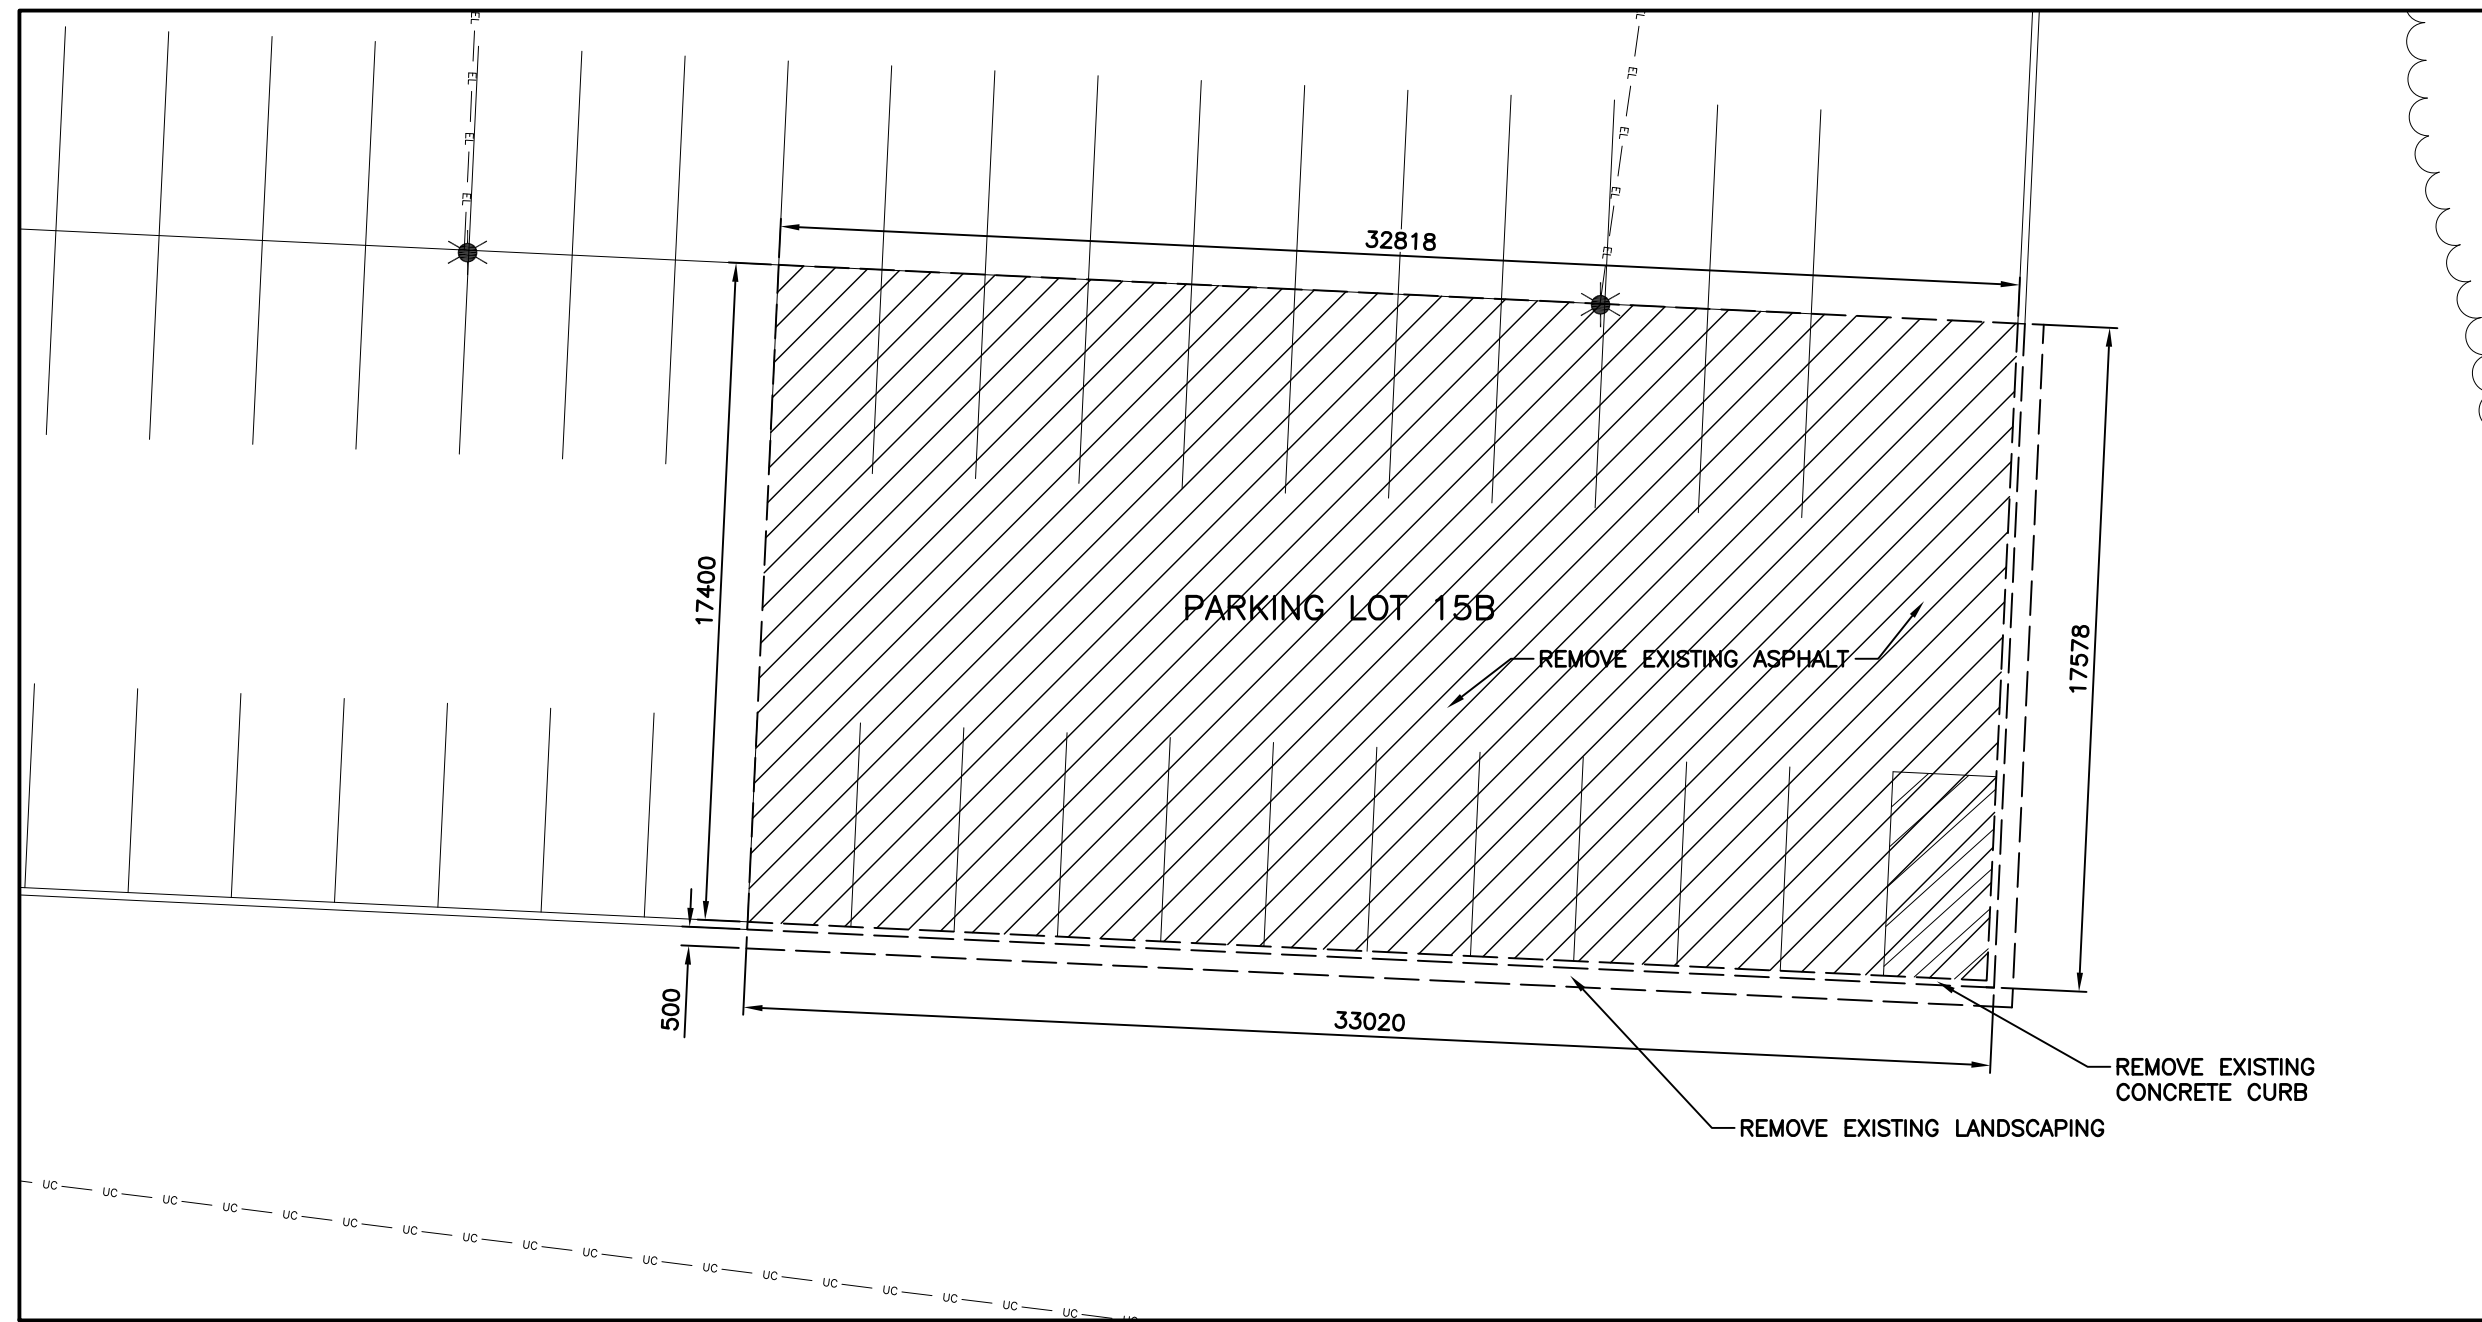 EL EL
EL EL
EL EL
EL EL
EL
32818
17400
PARKING LOT 15B
REMOVE EXISTING ASPHALT
17578
500
33020
REMOVE EXISTING
CONCRETE CURB
REMOVE EXISTING LANDSCAPING
UC UC UC UC UC UC UC UC UC UC UC UC UC UC UC UC UC UC UC